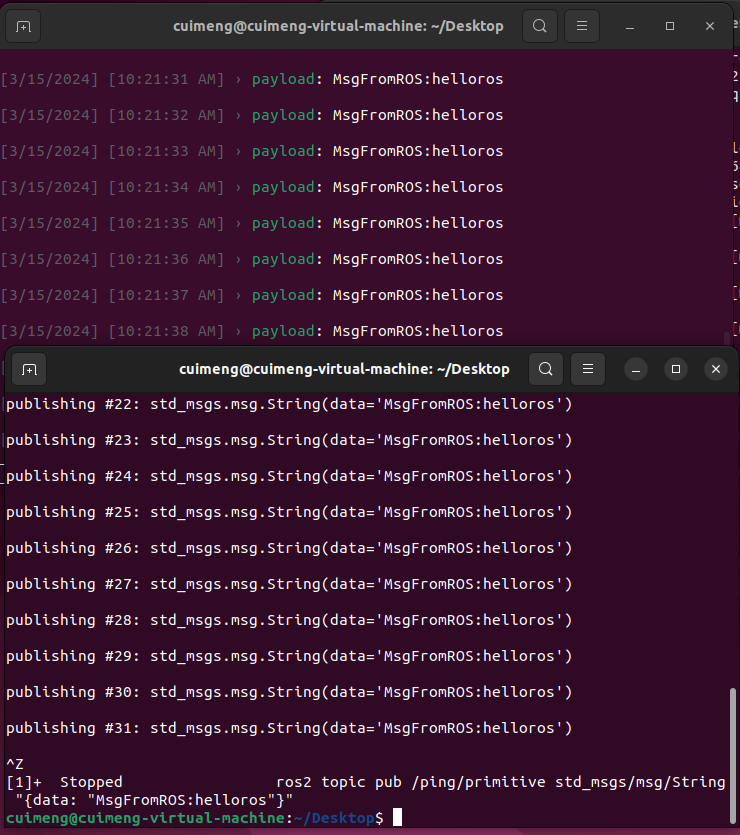 cuimeng@cuimeng-virtual-machine: ~/Desktop
[3/15/2024] [10:21:31 AM] › payload: MsgFromROS:helloros
[3/15/2024] [10:21:32 AM] › payload: MsgFromROS:helloros
[3/15/2024] [10:21:33 AM] › payload: MsgFromROS:helloros
[3/15/2024] [10:21:34 AM] › payload: MsgFromROS:helloros
[3/15/2024] [10:21:35 AM] › payload: MsgFromROS:helloros
[3/15/2024] [10:21:36 AM] › payload: MsgFromROS:helloros
[3/15/2024] [10:21:37 AM] › payload: MsgFromROS:helloros
[3/15/2024] [10:21:38 AM] › payload: MsgFromROS:helloros
cuimeng@cuimeng-virtual-machine: ~/Desktop
publishing #22: std_msgs.msg.String(data='MsgFromROS:helloros')
publishing #23: std_msgs.msg.String(data='MsgFromROS:helloros')
publishing #24: std_msgs.msg.String(data='MsgFromROS:helloros')
publishing #25: std_msgs.msg.String(data='MsgFromROS:helloros')
publishing #26: std_msgs.msg.String(data='MsgFromROS:helloros')
publishing #27: std_msgs.msg.String(data='MsgFromROS:helloros')
publishing #28: std_msgs.msg.String(data='MsgFromROS:helloros')
publishing #29: std_msgs.msg.String(data='MsgFromROS:helloros')
publishing #30: std_msgs.msg.String(data='MsgFromROS:helloros')
publishing #31: std_msgs.msg.String(data='MsgFromROS:helloros')
^Z
[1]+  Stopped                 ros2 topic pub /ping/primitive std_msgs/msg/String
 "{data: "MsgFromROS:helloros"}"
cuimeng@cuimeng-virtual-machine:~/Desktop$